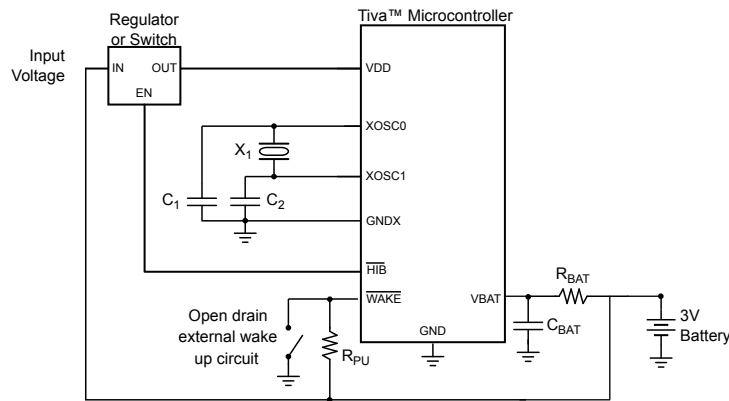 Tiva™ Microcontroller
Regulator
or Switch
Input
Voltage
IN
OUT
EN
VDD
XOSC0
X1
XOSC1
C1
C2
GNDX
HIB
WAKE
Open drain
external wake
up circuit
RPU
GND
VBAT
RBAT
CBAT
3V
Battery